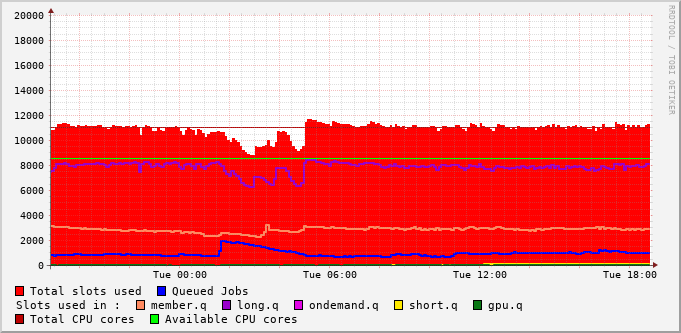 RRDTOOL / TOBI OETIKER
20000
18000
16000
14000
12000
10000
8000
6000
4000
2000
0
Tue 00:00 Tue 06:00 Tue 12:00 Tue 18:00
Total slots used Queued Jobs
Slots used in : member.q long.q ondemand.q short.q gpu.q
Total CPU cores Available CPU cores